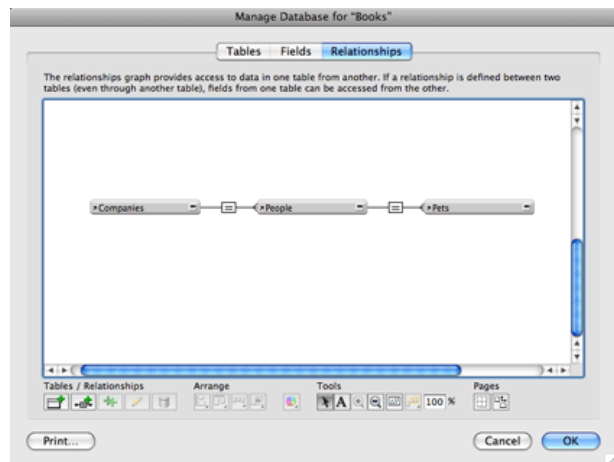 Manage Database for “Books”
Tables Fields Relationships
The relationships graph provides access to data in one table from another. If a relationship is defined between two
tables (even through another table), fields from one table can be accessed from the other.
Companies = People = Pets
Tables / Relationships Arrange Tools Pages
A 100 %
Print... Cancel OK